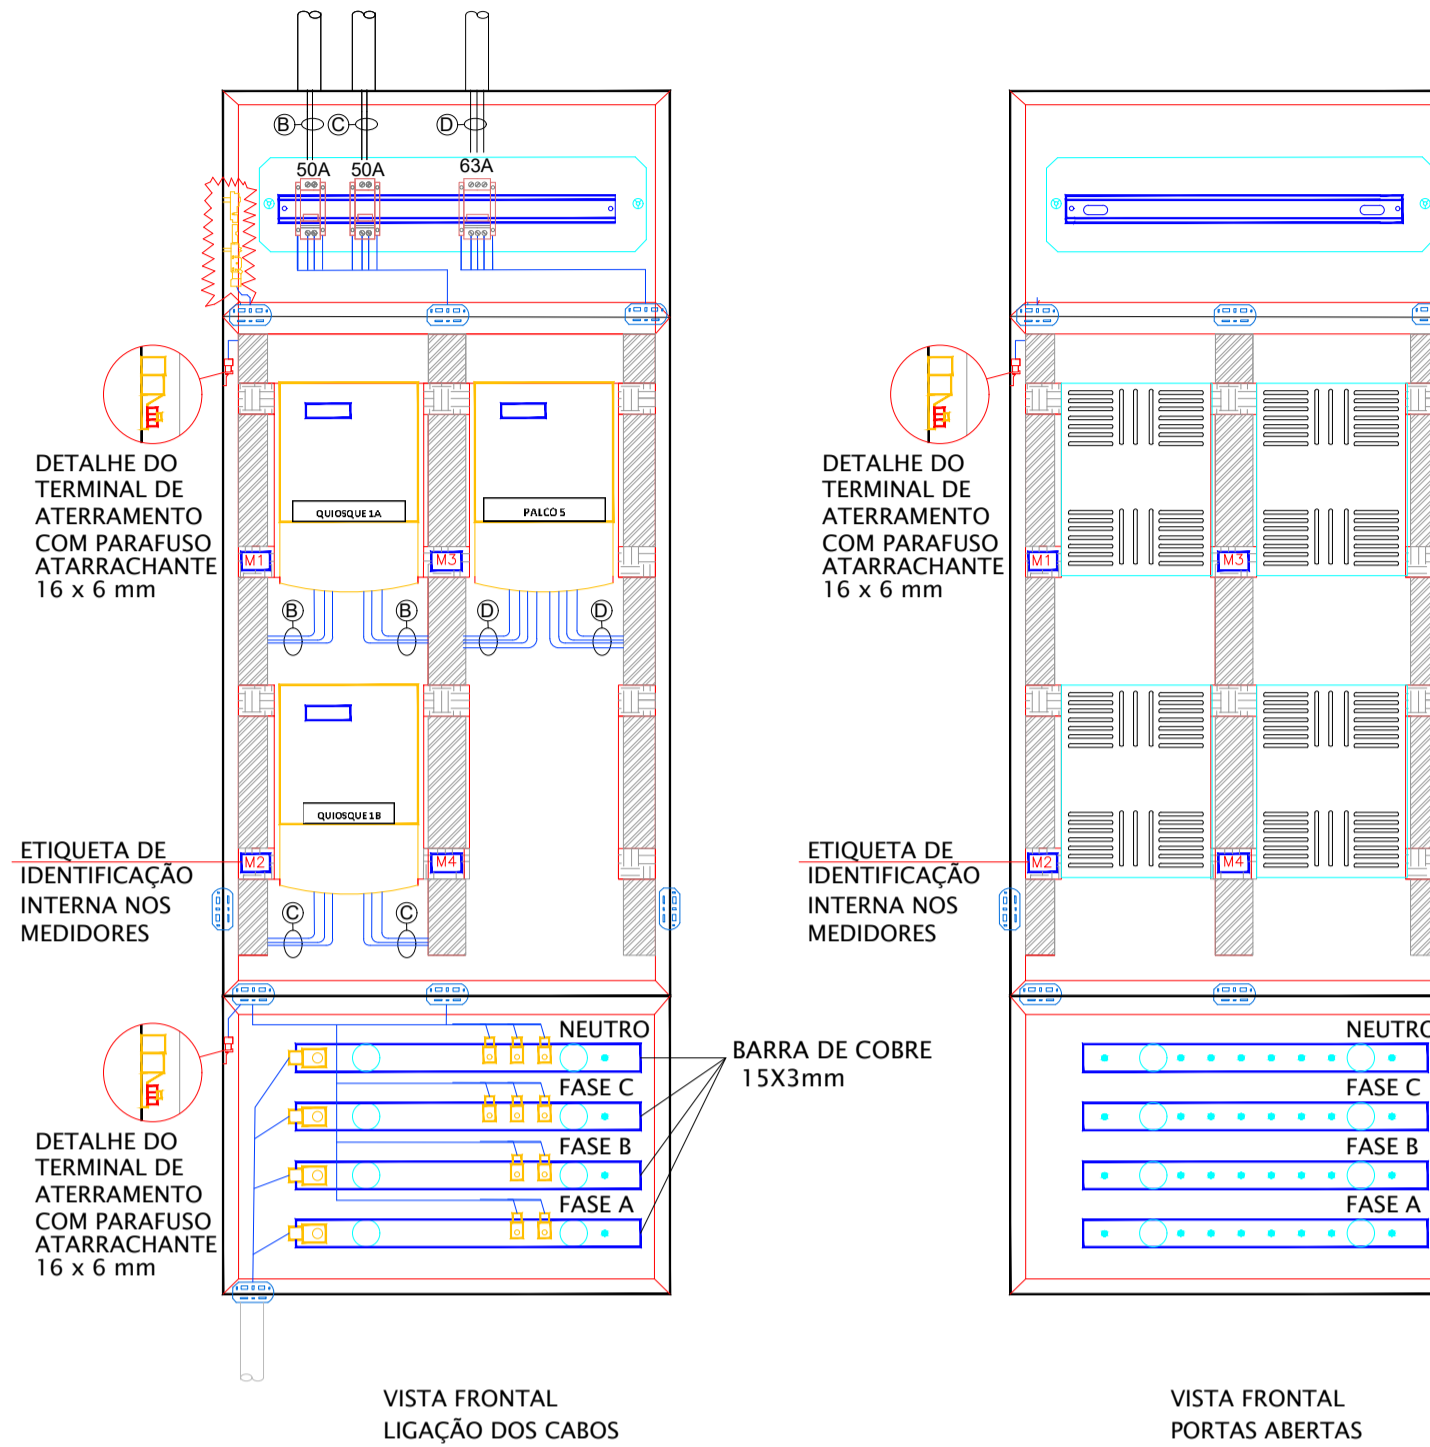 B
C
D
50A
50A
63A
DETALHE DO
TERMINAL DE
ATERRAMENTO
COM PARAFUSO
ATARRACHANTE
16 x 6 mm
QUIOSQUE 1A
PALCO 5
M1
M3
B
B
D
D
QUIOSQUE 1B
ETIQUETA DE
IDENTIFICAÇÃO
INTERNA NOS
MEDIDORES
M2
M4
C
C
NEUTRO
FASE C
FASE B
FASE A
BARRA DE COBRE
15X3mm
DETALHE DO
TERMINAL DE
ATERRAMENTO
COM PARAFUSO
ATARRACHANTE
16 x 6 mm
VISTA FRONTAL
LIGAÇÃO DOS CABOS
DETALHE DO
TERMINAL DE
ATERRAMENTO
COM PARAFUSO
ATARRACHANTE
16 x 6 mm
M1
M3
ETIQUETA DE
IDENTIFICAÇÃO
INTERNA NOS
MEDIDORES
M2
M4
NEUTRO
FASE C
FASE B
FASE A
VISTA FRONTAL
PORTAS ABERTAS